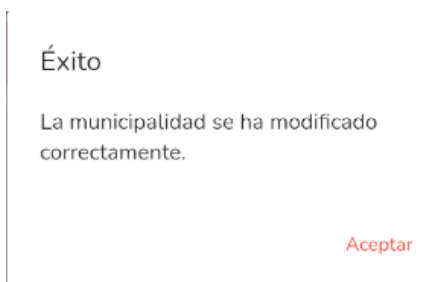 Éxito
La municipalidad se ha modificado
correctamente.
Aceptar